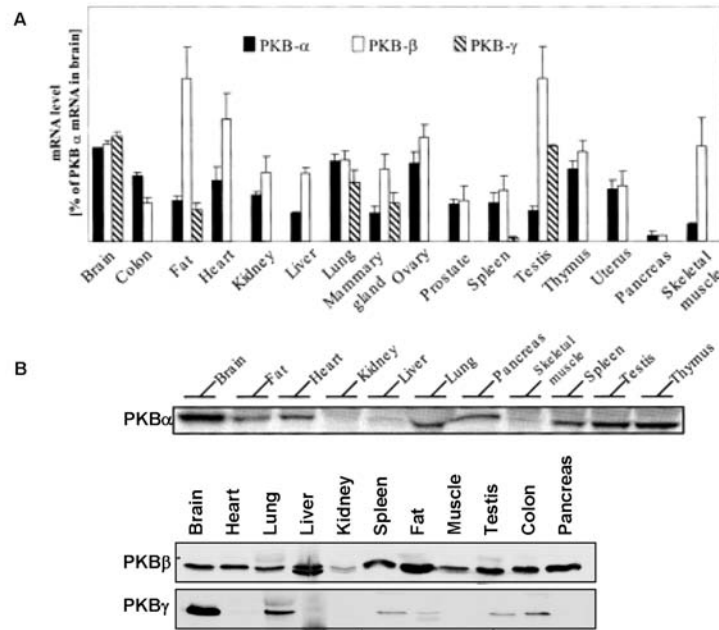 A
PKB-α PKB-β PKB-γ
mRNA level
[% of PKB α mRNA in brain]
Brain
Colon
Fat
Heart
Kidney
Liver
Lung
Mammary
gland
Ovary
Prostate
Spleen
Testis
Thymus
Uterus
Pancreas
Skeletal
muscle
B
Brain
Fat
Heart
Kidney
Liver
Lung
Pancreas
Skeletal
muscle
Spleen
Testis
Thymus
PKBα
Brain
Heart
Lung
Liver
Kidney
Spleen
Fat
Muscle
Testis
Colon
Pancreas
PKBβ
PKBγ